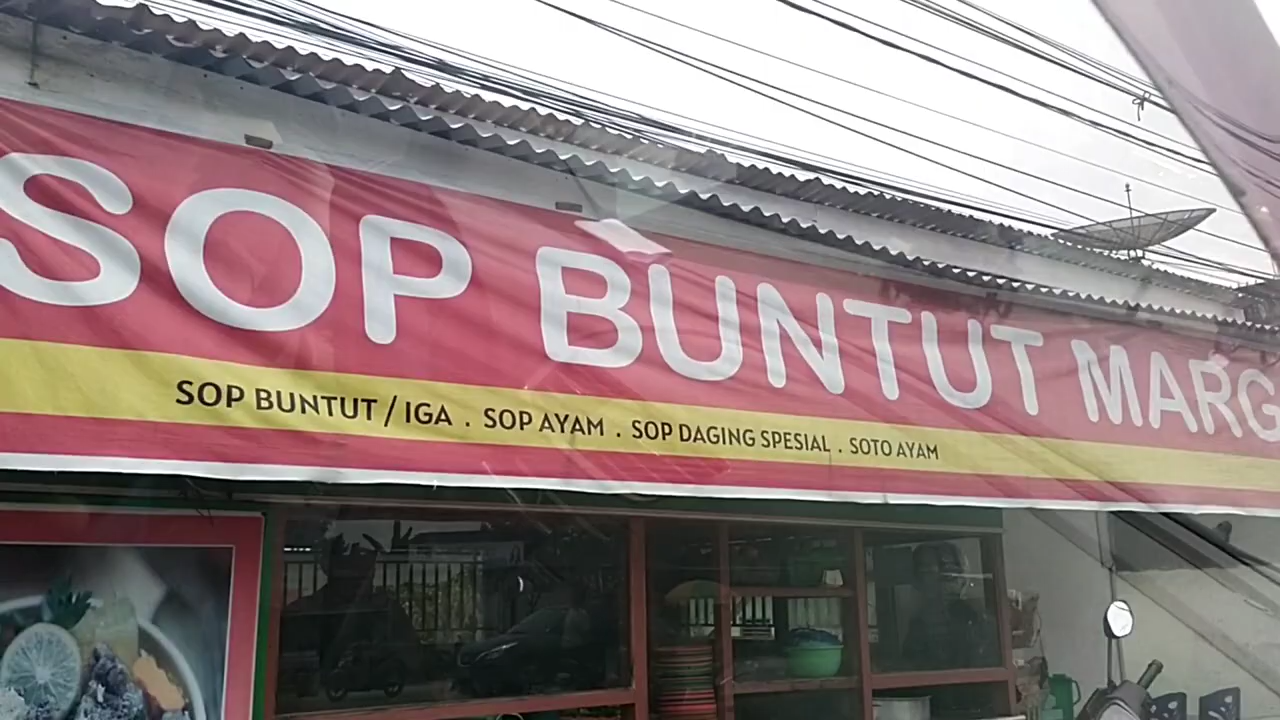 SOP BUNTUT MARG
SOP BUNTUT / IGA . SOP AYAM . SOP DAGING SPESIAL . SOTO AYAM